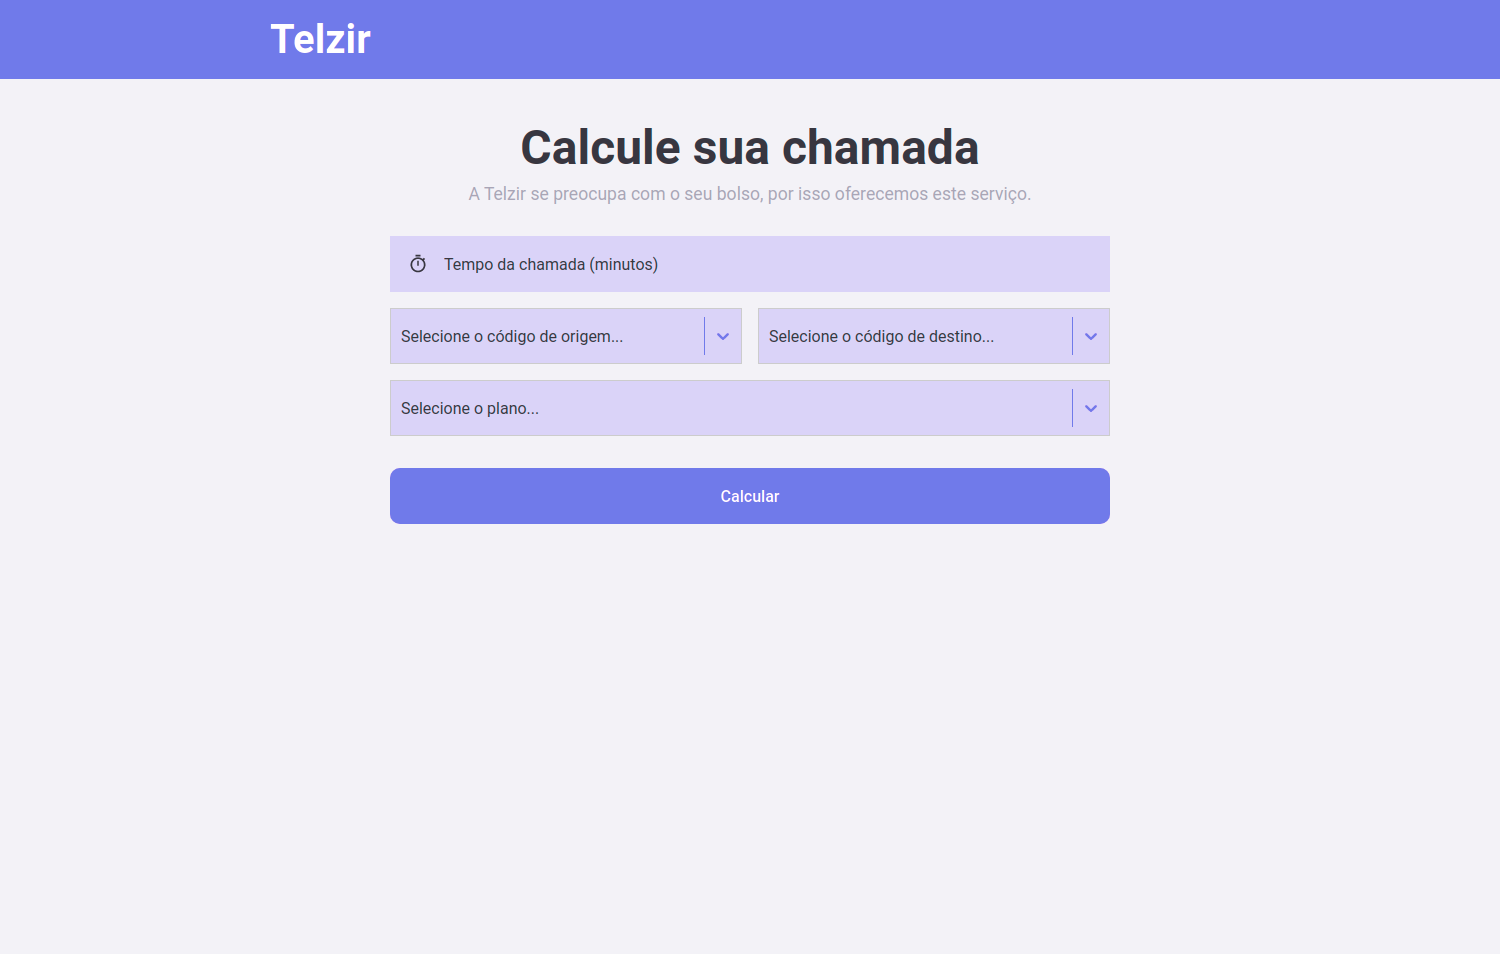 Telzir
Calcule sua chamada
A Telzir se preocupa com o seu bolso, por isso oferecemos este serviço.
Tempo da chamada (minutos)
Selecione o código de origem...
Selecione o código de destino...
Selecione o plano...
Calcular